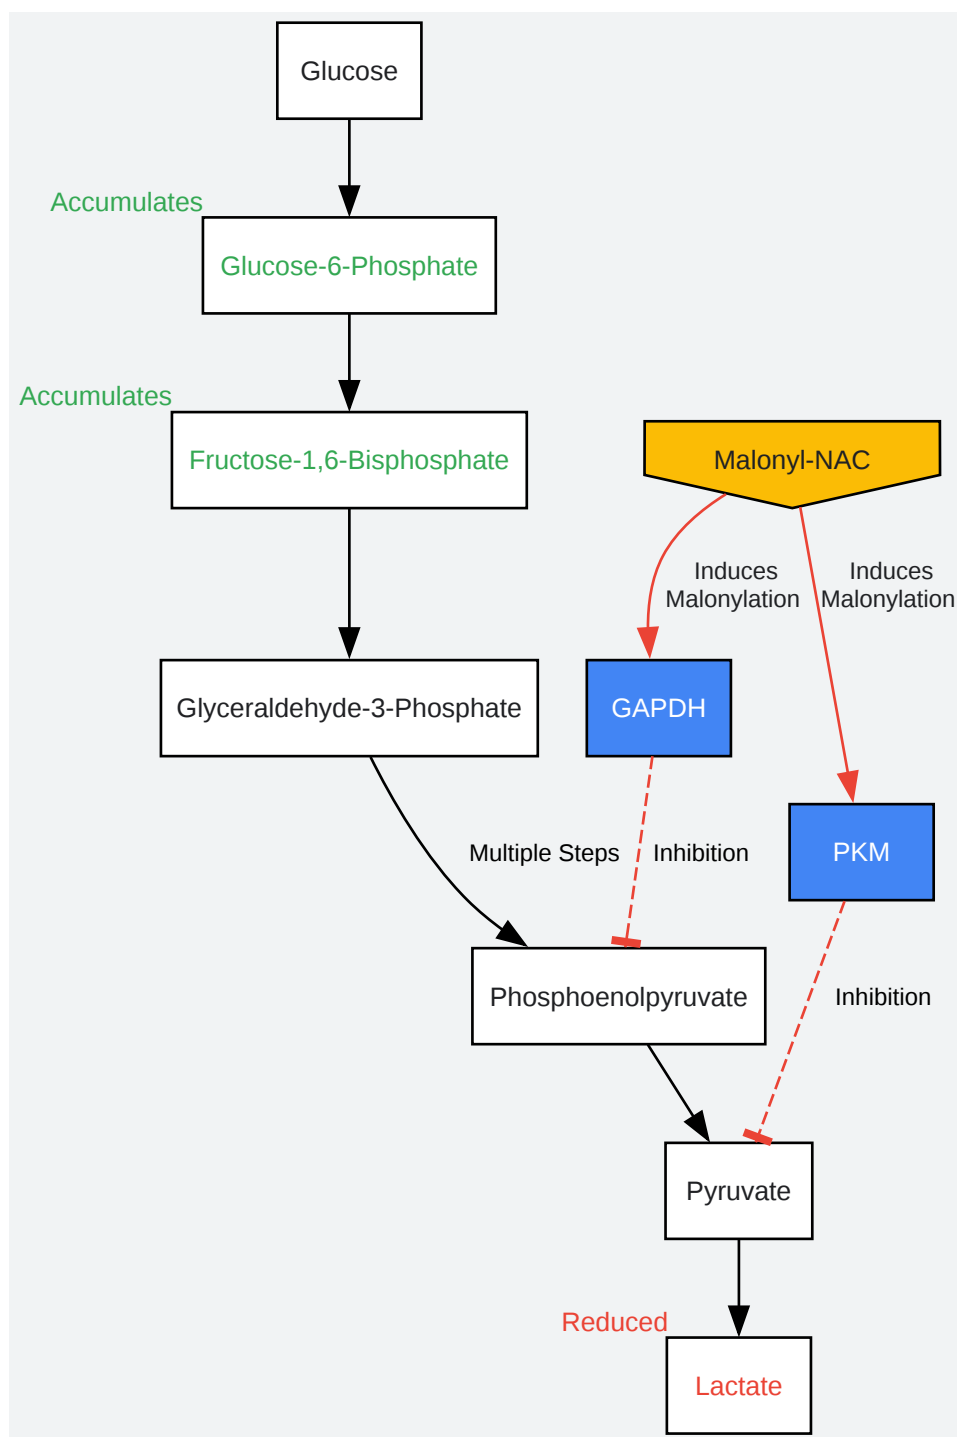 Glucose
Accumulates
Glucose-6-Phosphate
Accumulates
Fructose-1,6-Bisphosphate
Malonyl-NAC
Induces
Malonylation
Induces
Malonylation
Glyceraldehyde-3-Phosphate
GAPDH
PKM
Multiple Steps
Inhibition
Phosphoenolpyruvate
Inhibition
Pyruvate
Reduced
Lactate